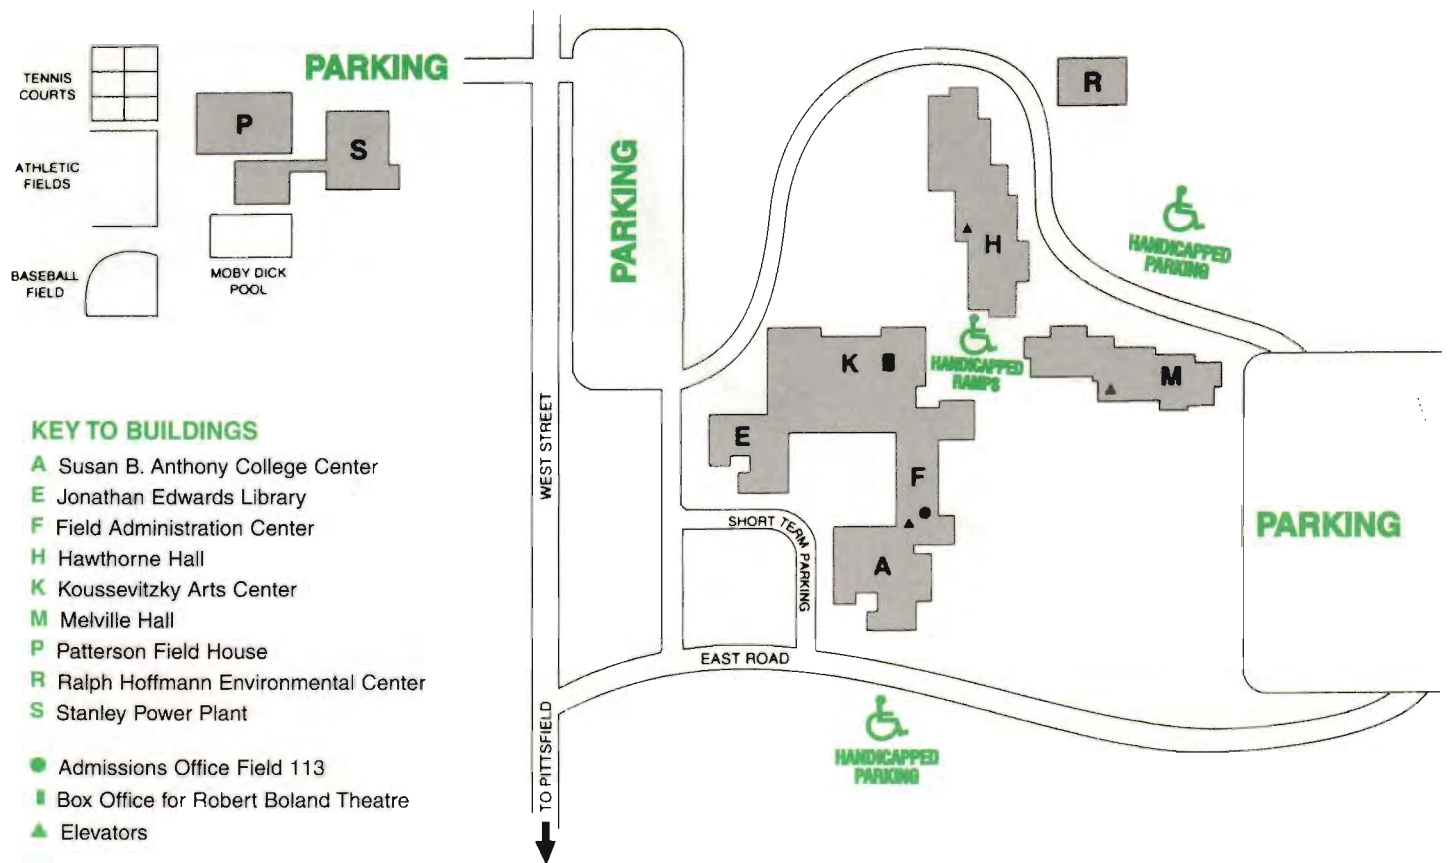 TENNIS
COURTS
ATHLETIC
FIELDS
BASEBALL
FIELD
P
S
MOBY DICK
POOL
PARKING
PARKING
R
H
HANDICAPPED
PARKING
HANDICAPPED
RAMPS
K
M
E
F
A
PARKING
WEST STREET
SHORT TERM PARKING
EAST ROAD
TO PITTSFIELD
HANDICAPPED
PARKING
KEY TO BUILDINGS
A Susan B. Anthony College Center
E Jonathan Edwards Library
F Field Administration Center
H Hawthorne Hall
K Koussevitzky Arts Center
M Melville Hall
P Patterson Field House
R Ralph Hoffmann Environmental Center
S Stanley Power Plant
Admissions Office Field 113
Box Office for Robert Boland Theatre
Elevators